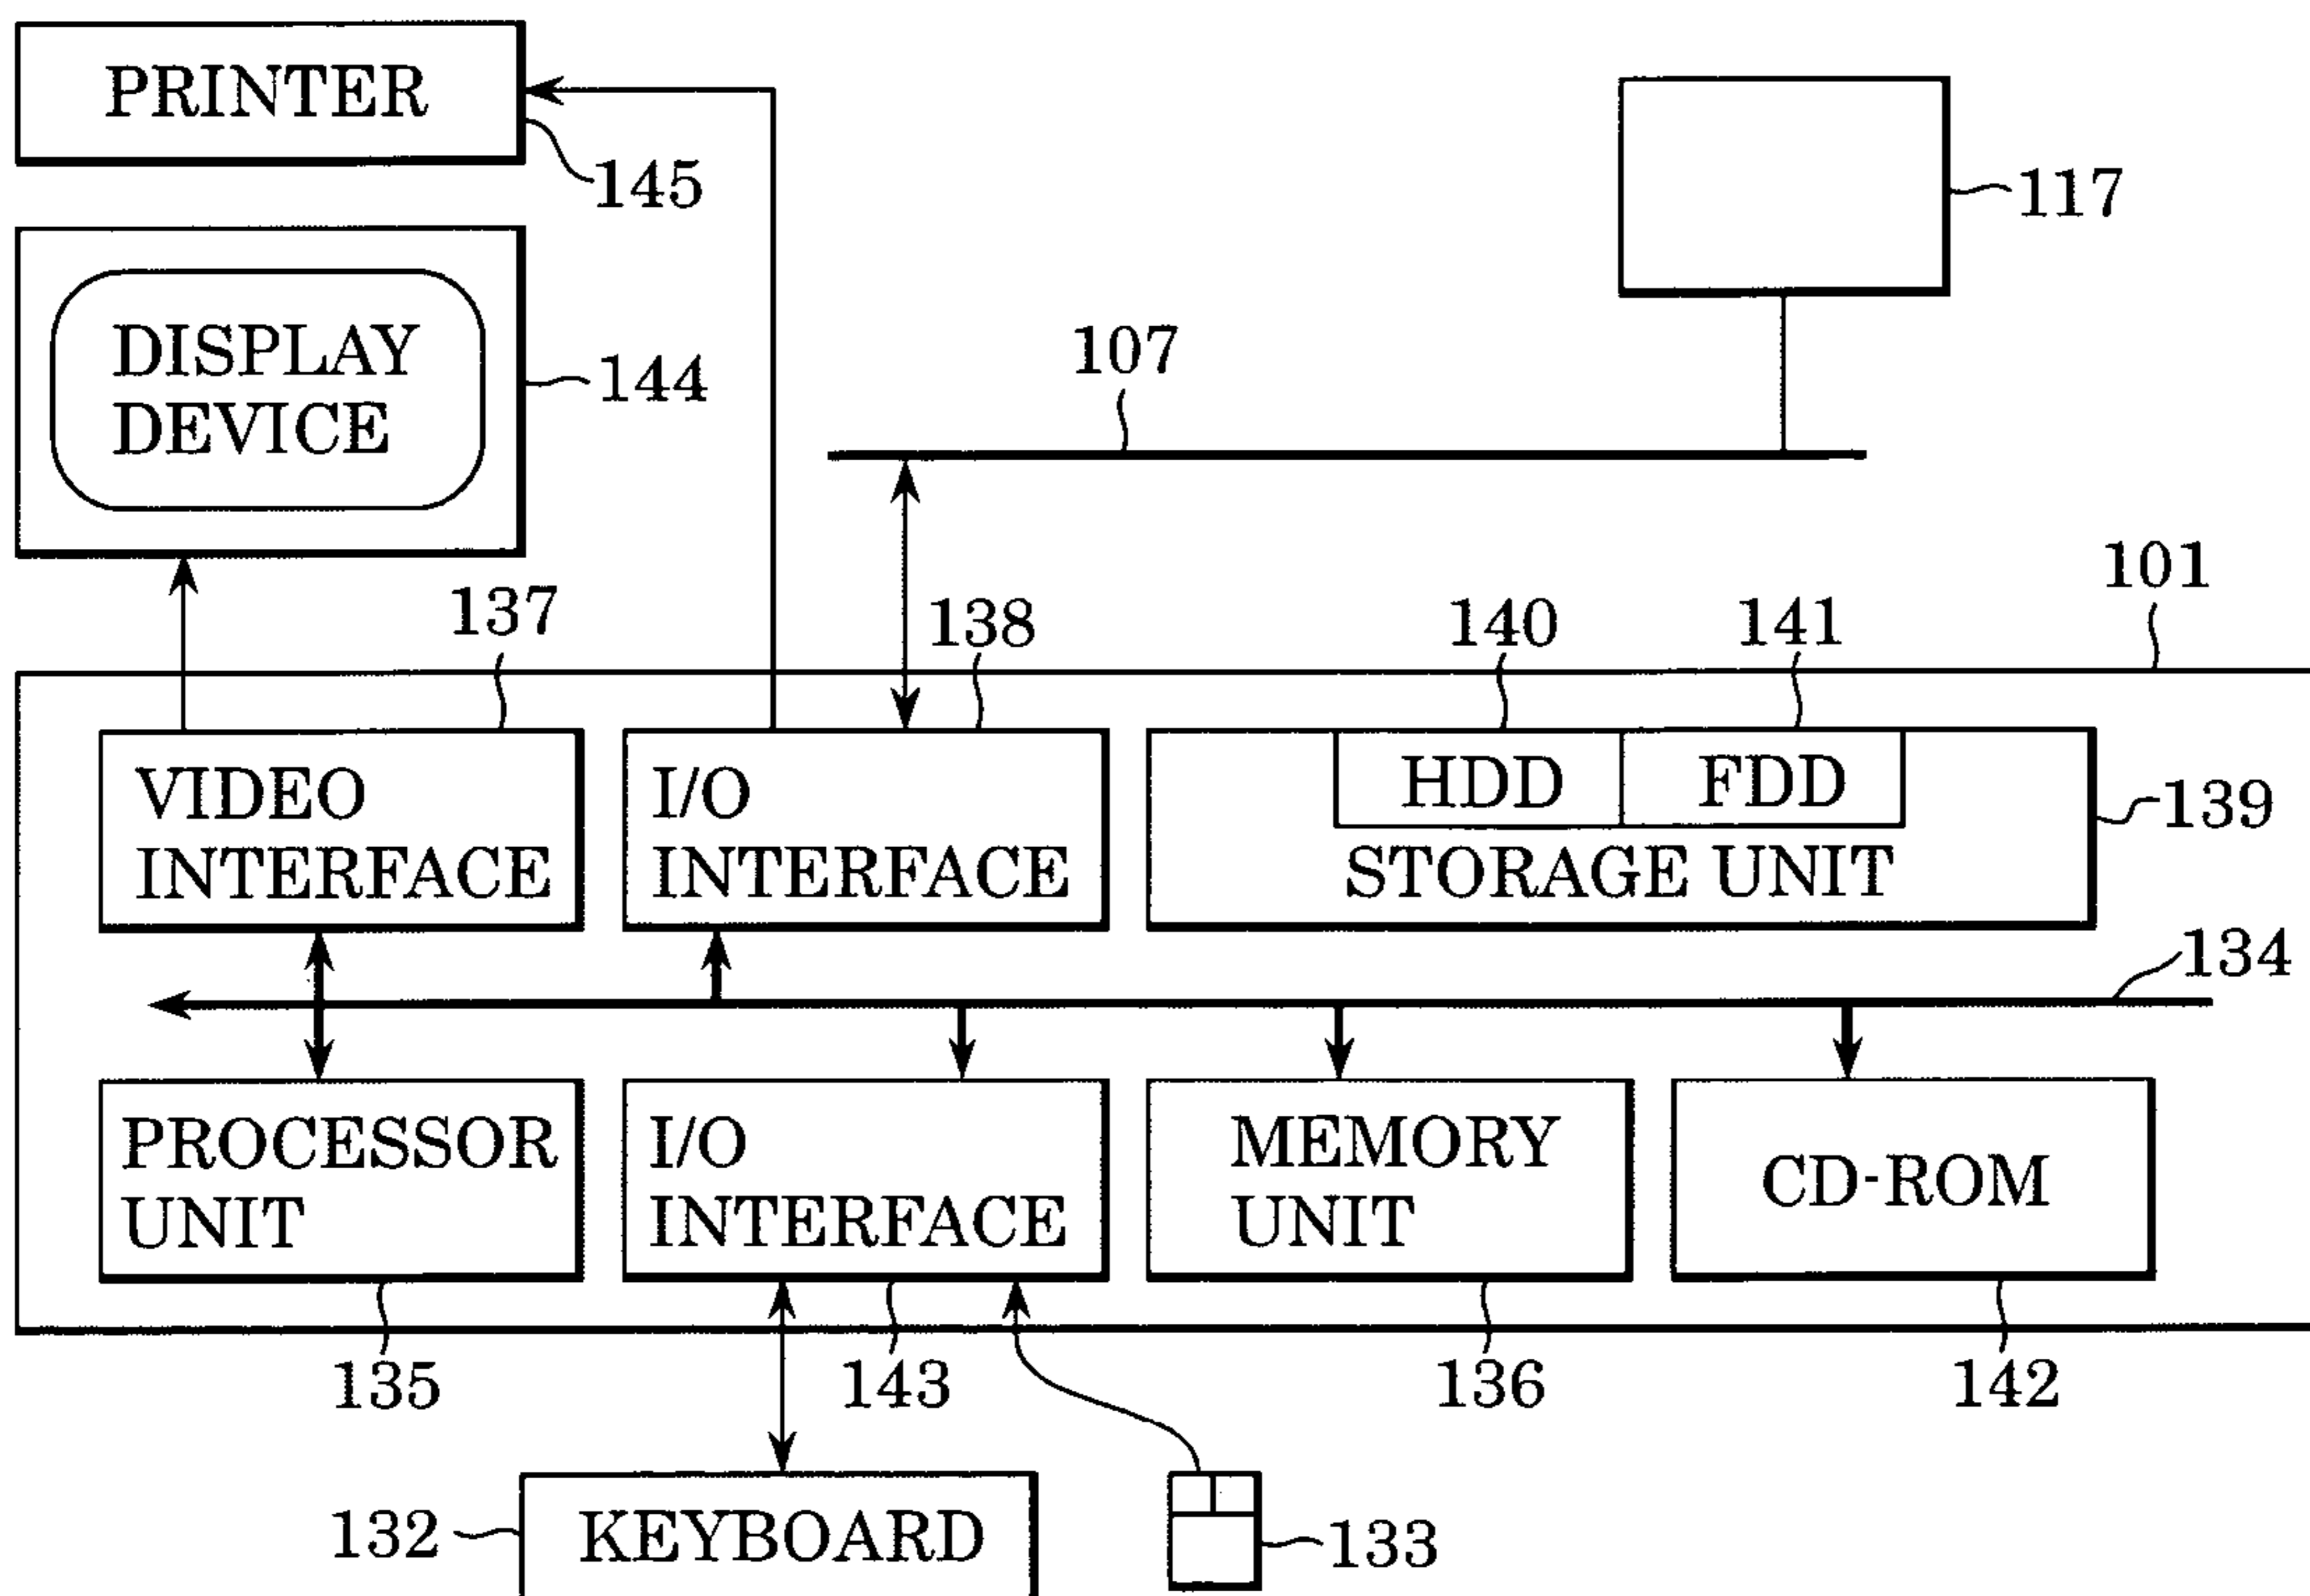 PRINTER
145
117
DISPLAY
DEVICE
144
107
101
137
138
140
141
VIDEO
INTERFACE
I/O
INTERFACE
HDD
FDD
STORAGE UNIT
139
134
PROCESSOR
UNIT
I/O
INTERFACE
MEMORY
UNIT
CD-ROM
135
143
136
142
132
KEYBOARD
133